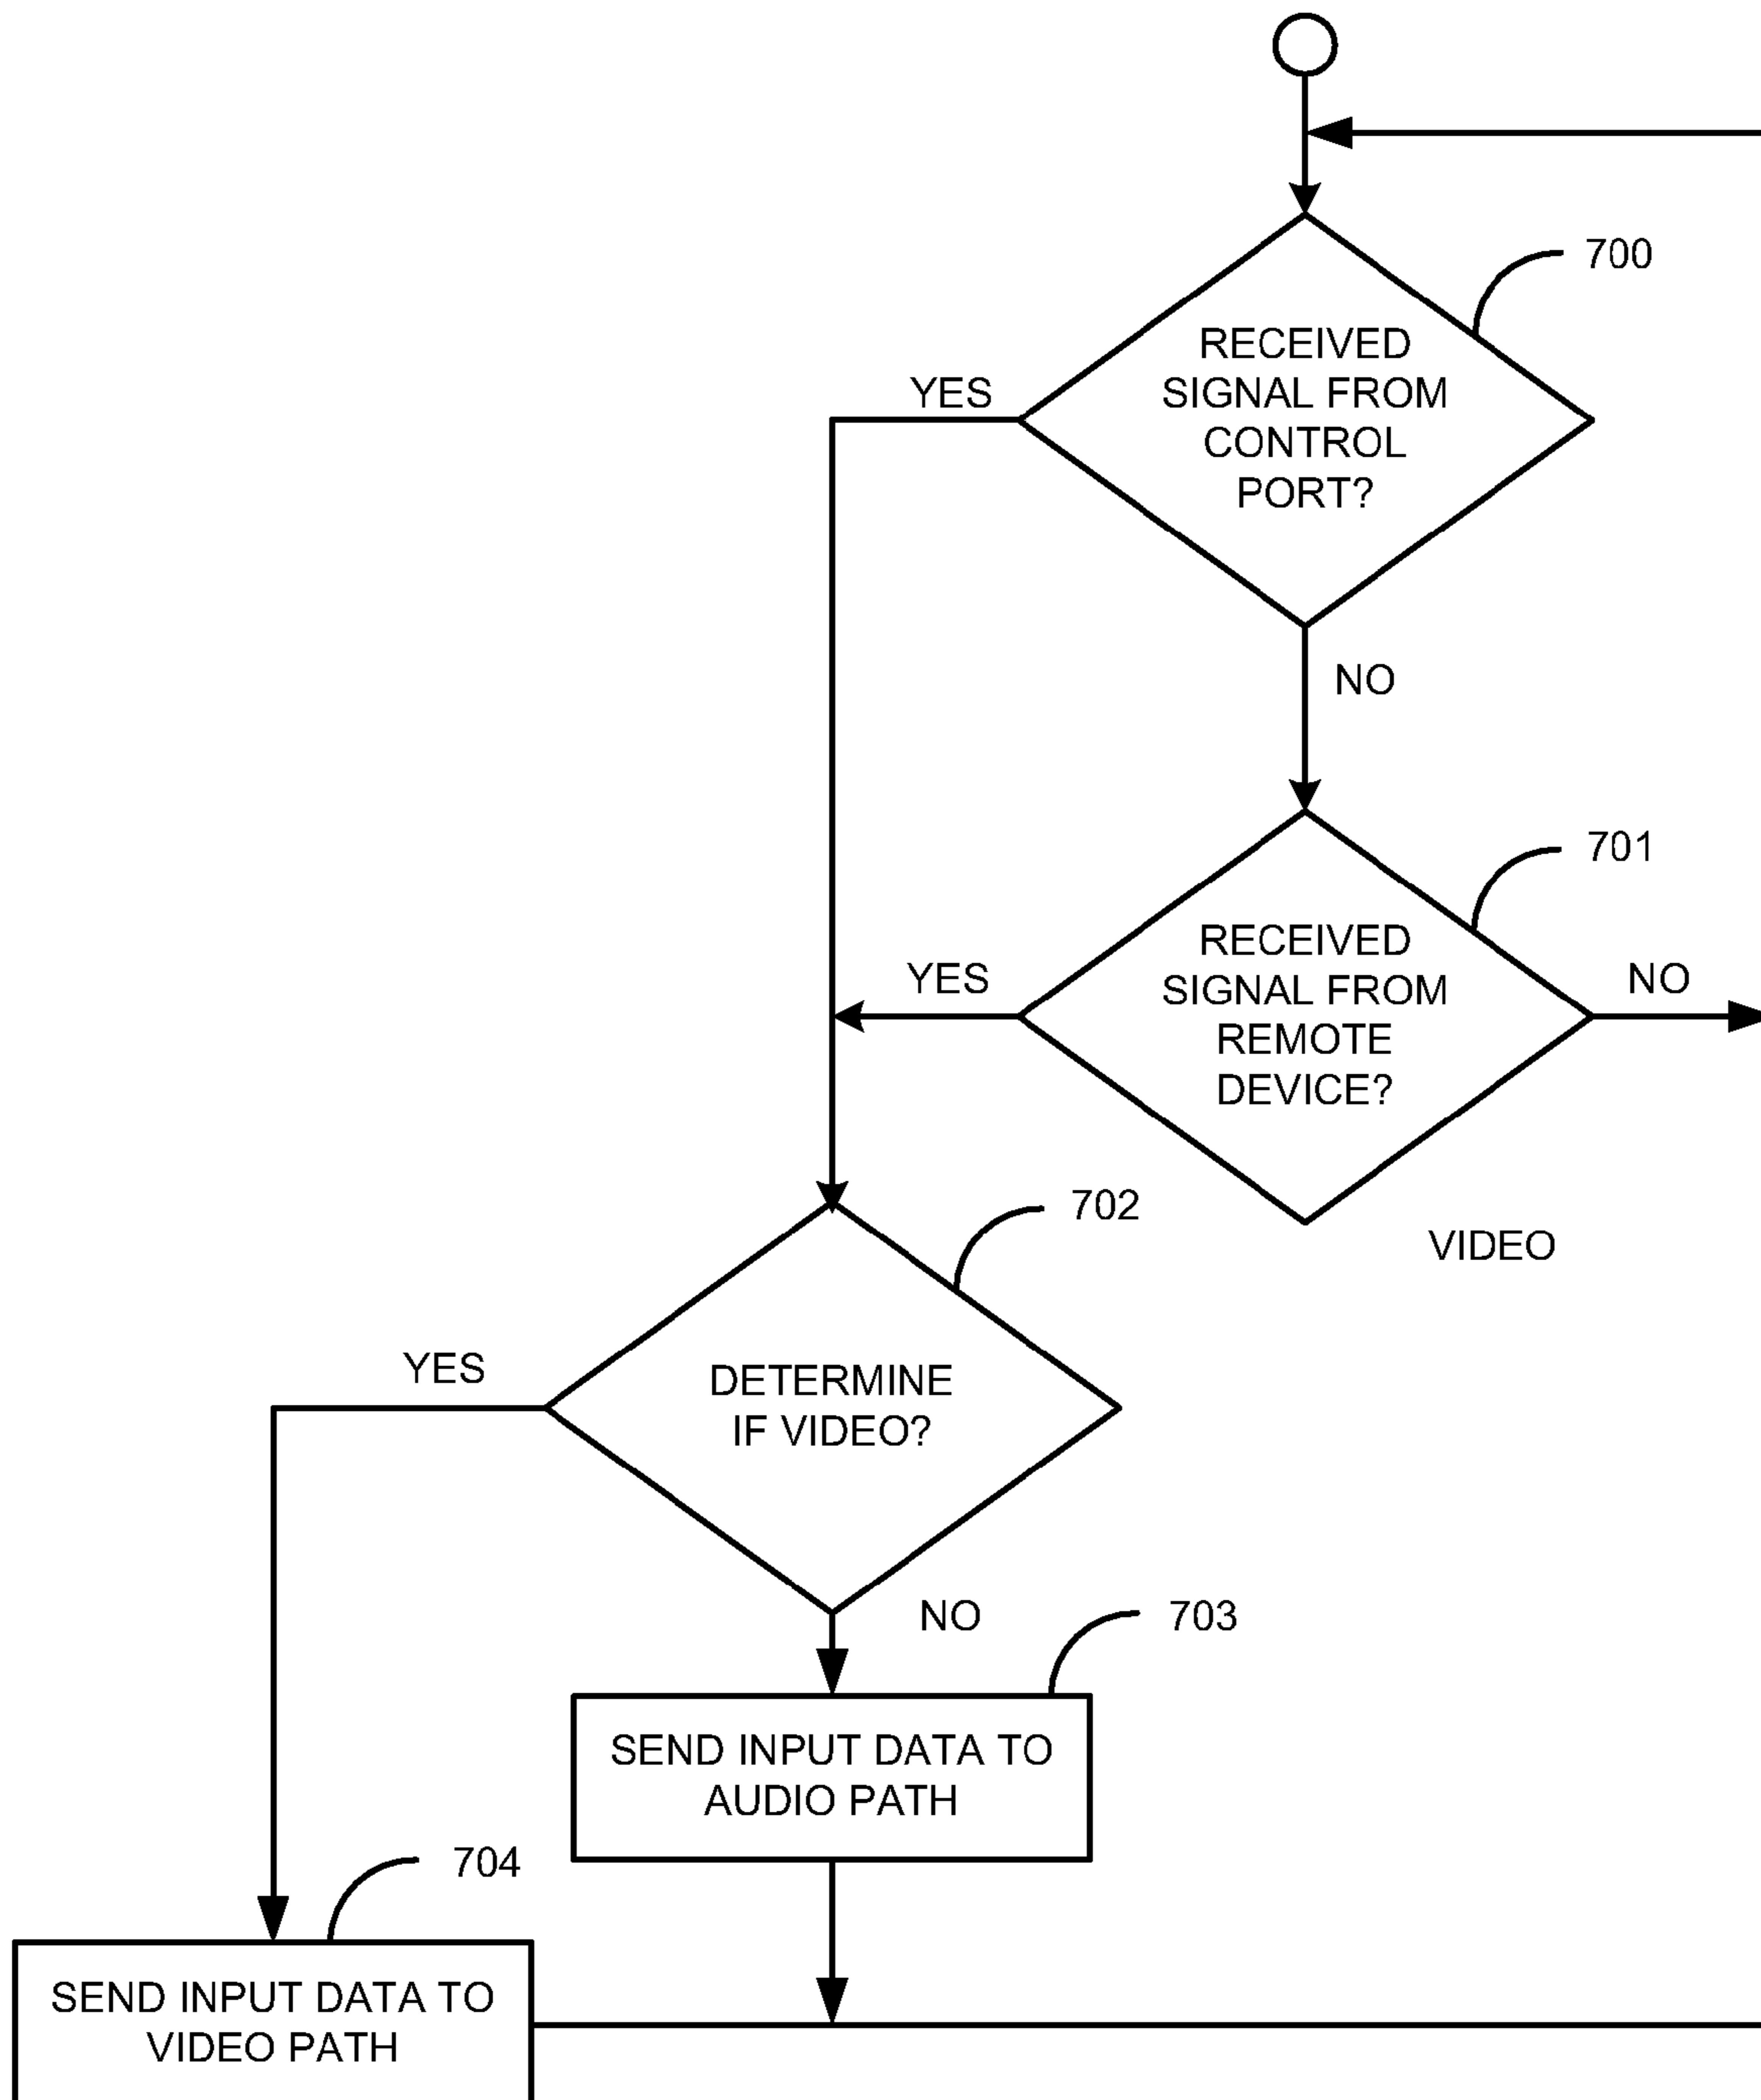 700
RECEIVED
SIGNAL FROM
CONTROL
PORT?
YES
NO
701
RECEIVED
SIGNAL FROM
REMOTE
DEVICE?
YES
NO
VIDEO
702
DETERMINE
IF VIDEO?
YES
NO
703
SEND INPUT DATA TO
AUDIO PATH
704
SEND INPUT DATA TO
VIDEO PATH